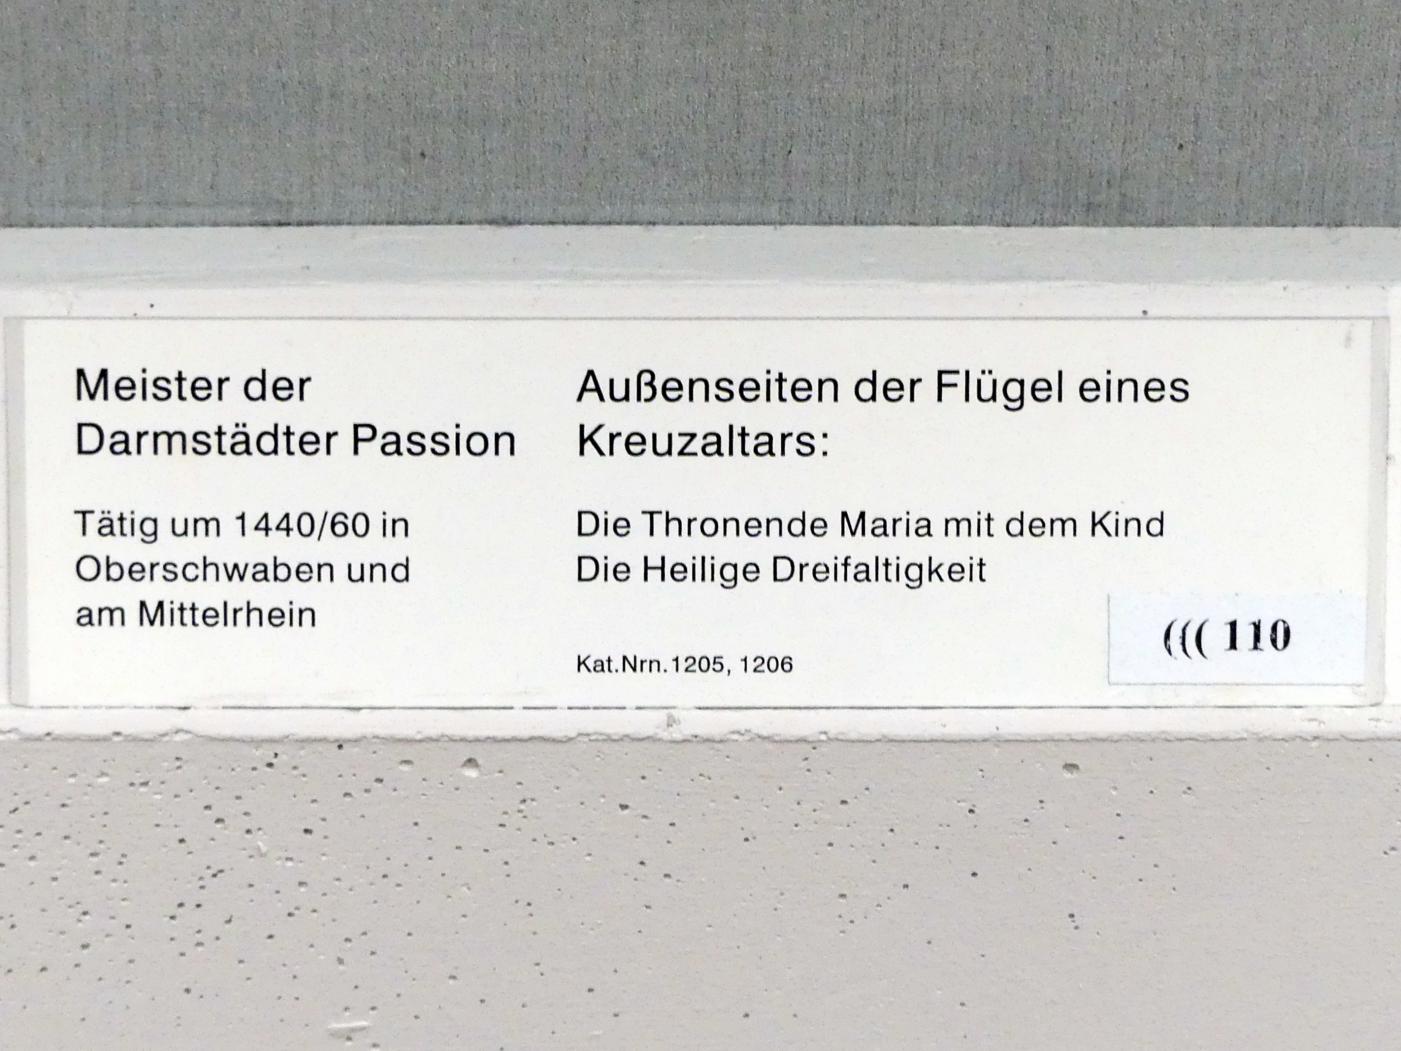 Meister der
Darmstädter Passion
Tätig um 1440/60 in
Oberschwaben und
am Mittelrhein
Außenseiten der Flügel eines
Kreuzaltars:
Die Thronende Maria mit dem Kind
Die Heilige Dreifaltigkeit
Kat.Nrn.1205, 1206
((( 110